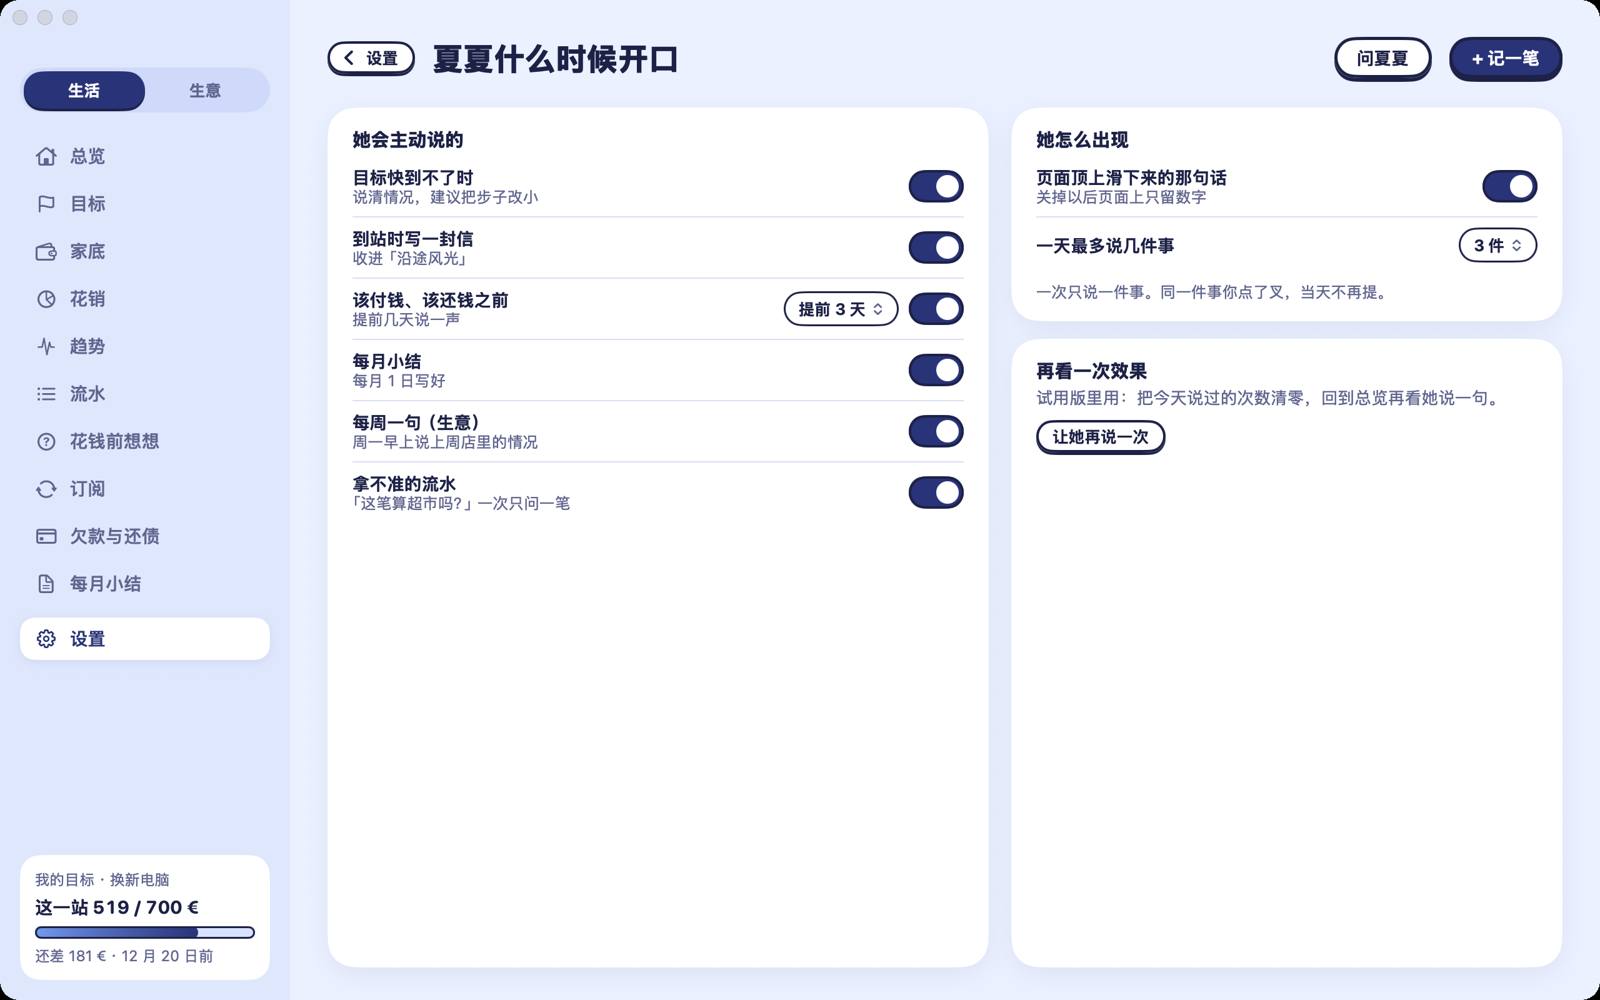 生活
生意
总览
目标
家底
花销
趋势
流水
花钱前想想
订阅
欠款与还债
每月小结
设置
我的目标 · 换新电脑
这一站 519 / 700 €
还差 181 € · 12 月 20 日前
设置
夏夏什么时候开口
问夏夏
+ 记一笔
她会主动说的
目标快到不了时
说清情况，建议把步子改小
到站时写一封信
收进「沿途风光」
该付钱、该还钱之前
提前几天说一声
提前 3 天
每月小结
每月 1 日写好
每周一句（生意）
周一早上说上周店里的情况
拿不准的流水
「这笔算超市吗？」一次只问一笔
她怎么出现
页面顶上滑下来的那句话
关掉以后页面上只留数字
一天最多说几件事
3 件
一次只说一件事。同一件事你点了叉，当天不再提。
再看一次效果
试用版里用：把今天说过的次数清零，回到总览再看她说一句。
让她再说一次